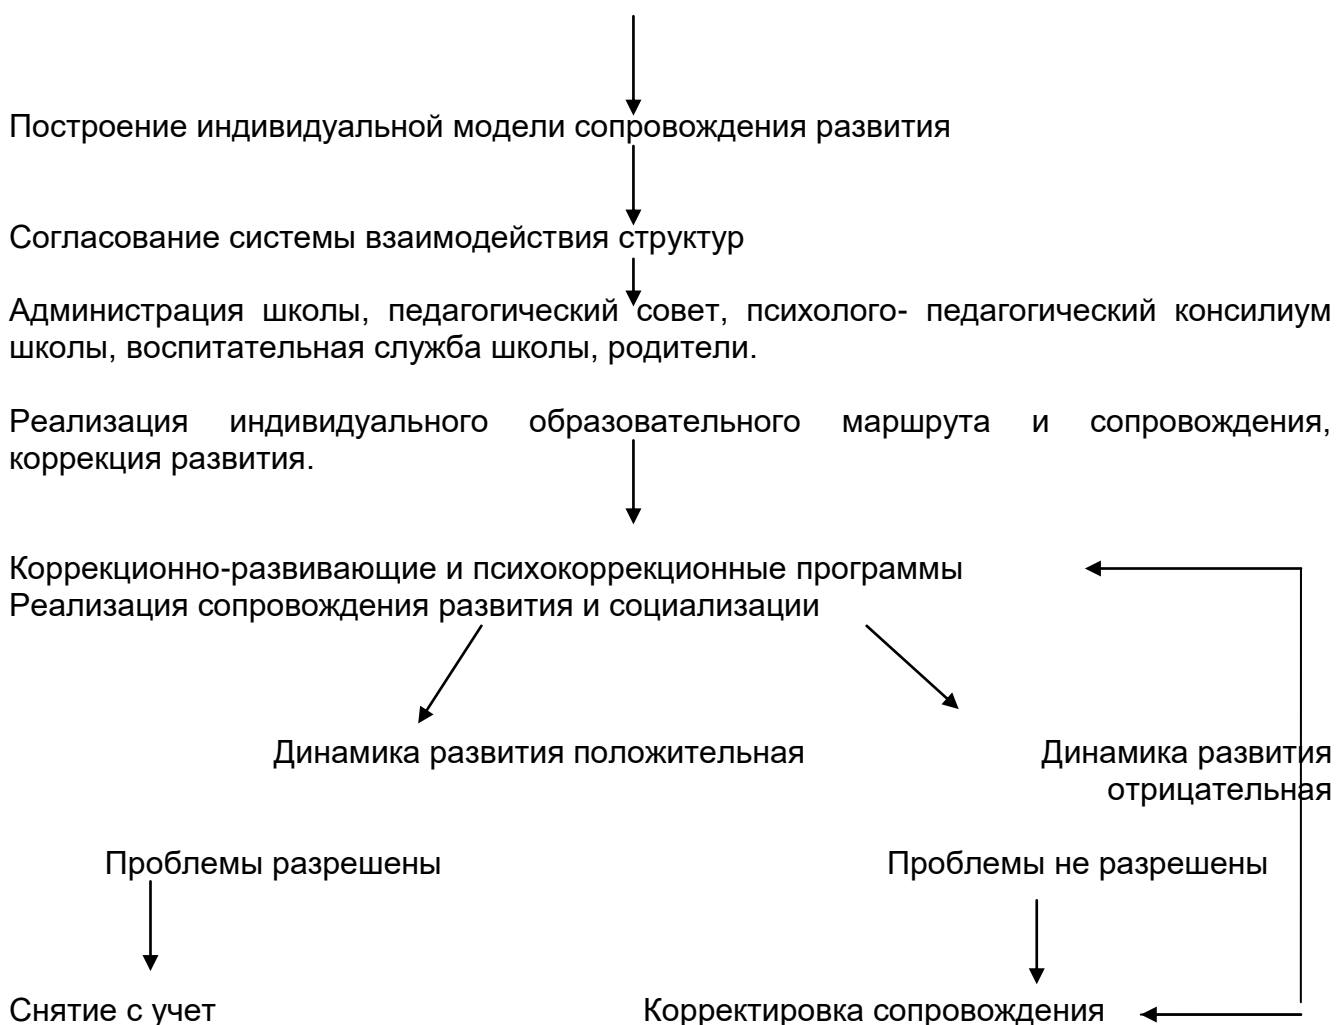 Построение индивидуальной модели сопровождения развития
Согласование системы взаимодействия структур
Администрация школы, педагогический совет, психолого- педагогический консилиум
школы, воспитательная служба школы, родители.
Реализация индивидуального образовательного маршрута и сопровождения,
коррекция развития.
Коррекционно-развивающие и психокоррекционные программы
Реализация сопровождения развития и социализации
Динамика развития положительная
Динамика развития
отрицательная
Проблемы разрешены
Проблемы не разрешены
Снятие с учет
Корректировка сопровождения